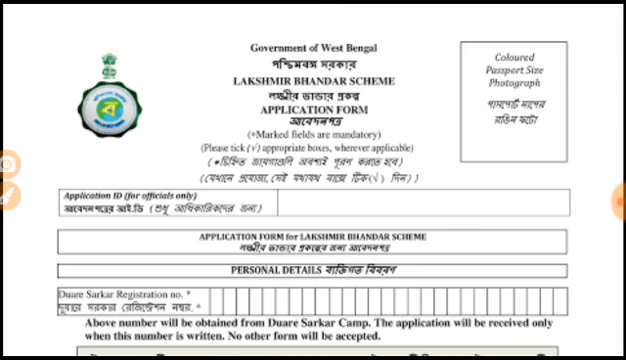 Government of West Bengal
পশ্চিমবঙ্গ সরকার
LAKSHMIR BHANDAR SCHEME
লক্ষ্মীর ভান্ডার প্রকল্প
APPLICATION FORM
আবেদনপত্র
(*Marked fields are mandatory)
(Please tick (√) appropriate boxes, wherever applicable)
(*চিহ্নিত জায়গাগুলি অবশ্যই পূরণ করতে হবে)
(যেখানে প্রযোজ্য, সেই যথাযথ বাক্সে টিক(√) দিন)
Coloured
Passport Size
Photograph
পাসপোর্ট মাপের
রঙিন ফটো
Application ID (for officials only)
আবেদনপত্রের আই.ডি (শুধু আধিকারিকদের জন্য)
APPLICATION FORM for LAKSHMIR BHANDAR SCHEME
লক্ষ্মীর ভান্ডার প্রকল্পের জন্য আবেদনপত্র
PERSONAL DETAILS ব্যক্তিগত বিবরণ
Duare Sarkar Registration no. *
দুয়ারে সরকার রেজিস্ট্রেশন নম্বর. *
Above number will be obtained from Duare Sarkar Camp. The application will be received only
when this number is written. No other form will be accepted.